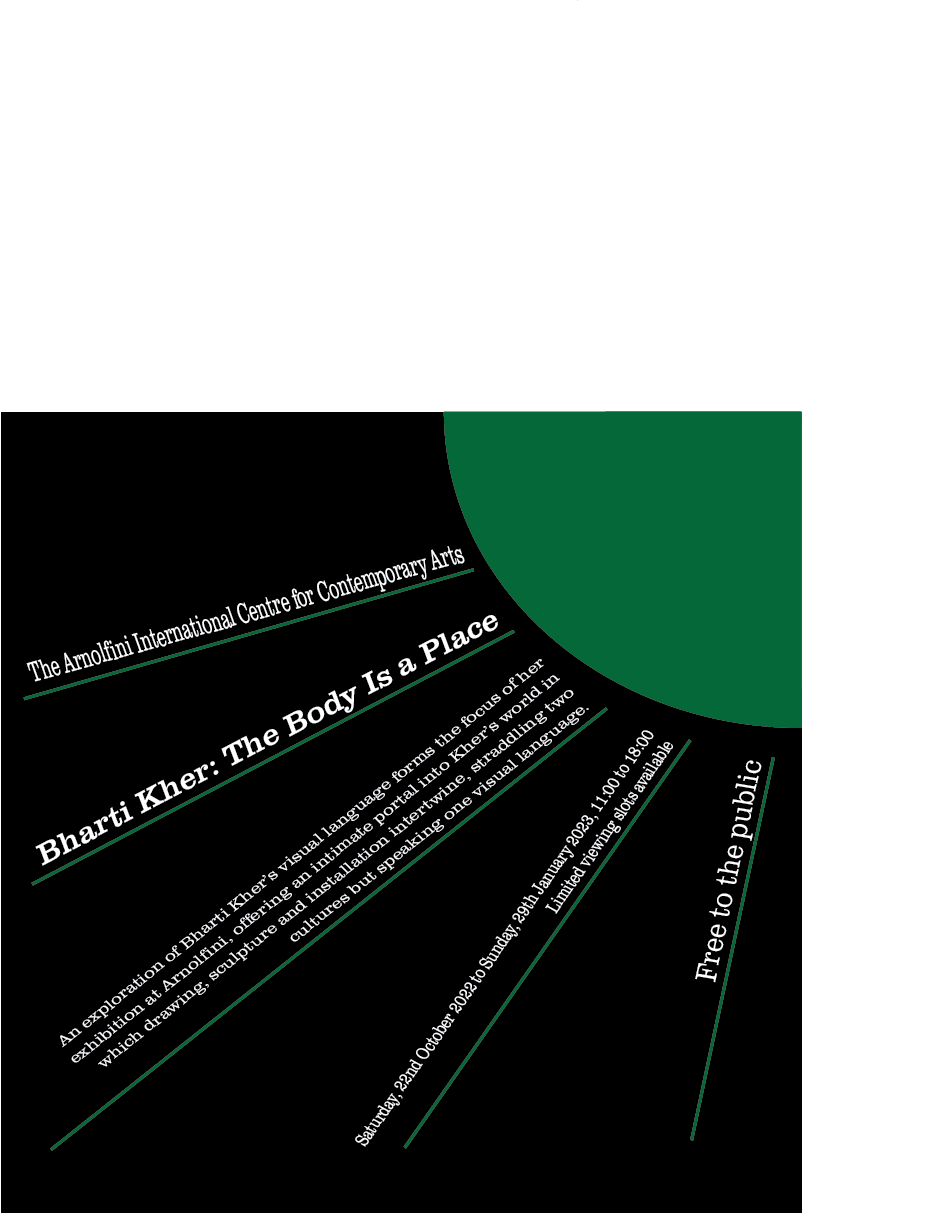 The Arnolfini International Centre for Contemporary Arts
Bharti Kher: The Body Is a Place
An exploration of Bharti Kher's visual language forms the focus of her
exhibition at Arnolfini, offering an intimate portal into Kher's world in
which drawing, sculpture and installation intertwine, straddling two
cultures but speaking one visual language.
Saturday, 22nd October 2022 to Sunday, 29th January 2023, 11:00 to 18:00
Limited viewing slots available
Free to the public